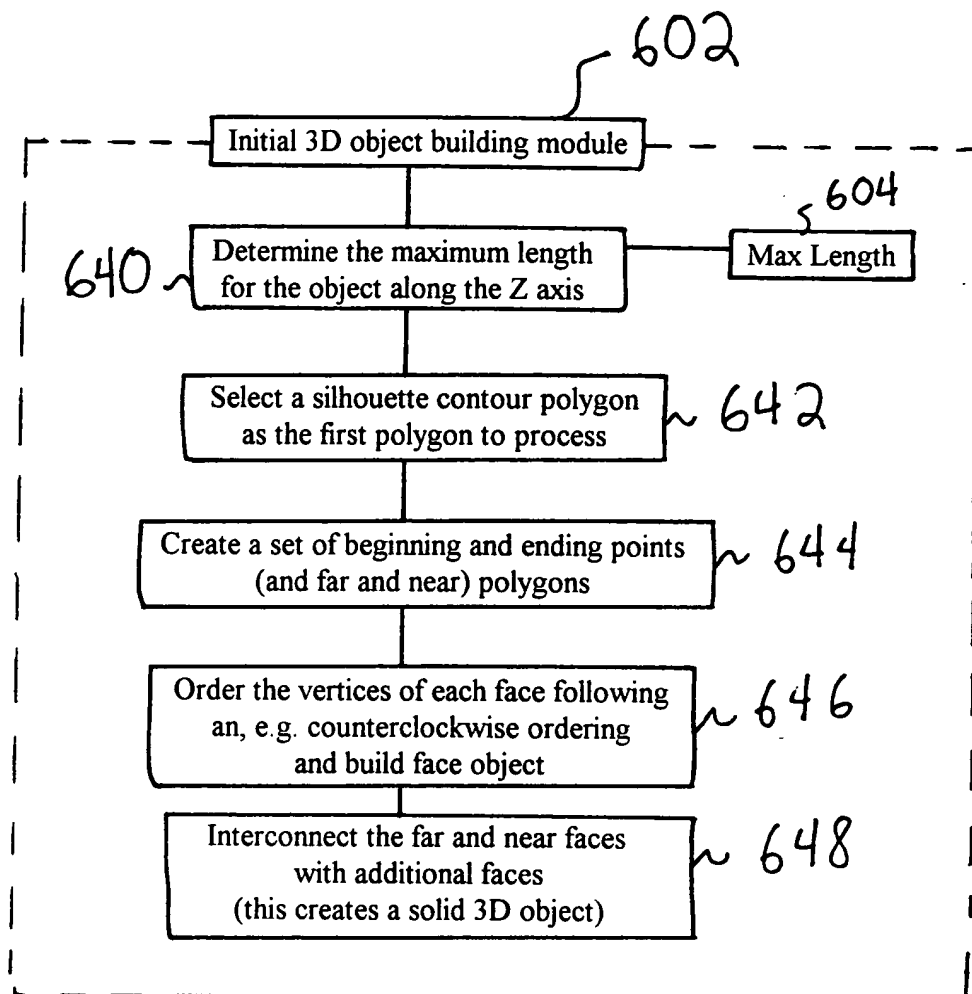 602
Initial 3D object building module
604
640
Determine the maximum length
for the object along the Z axis
Max Length
Select a silhouette contour polygon
as the first polygon to process
642
Create a set of beginning and ending points
(and far and near) polygons
644
Order the vertices of each face following
an, e.g. counterclockwise ordering
and build face object
646
Interconnect the far and near faces
with additional faces
(this creates a solid 3D object)
648